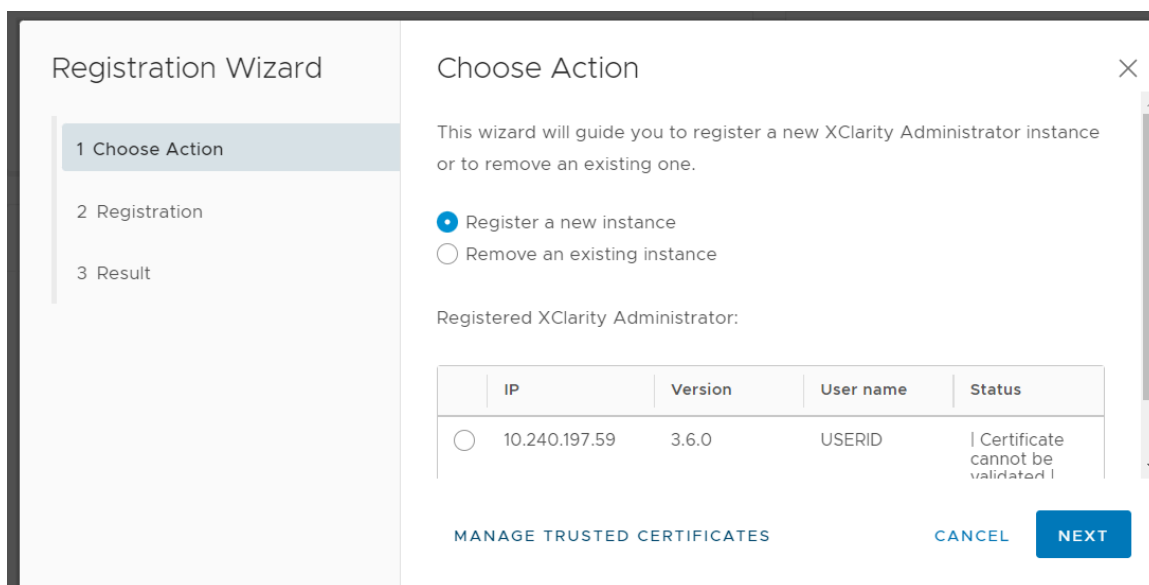 Registration Wizard
1 Choose Action
2 Registration
3 Result
Choose Action
This wizard will guide you to register a new XClarity Administrator instance
or to remove an existing one.
Register a new instance
Remove an existing instance
Registered XClarity Administrator:
IP Version User name Status
10.240.197.59 3.6.0 USERID | Certificate
cannot be
validated |
MANAGE TRUSTED CERTIFICATES CANCEL NEXT